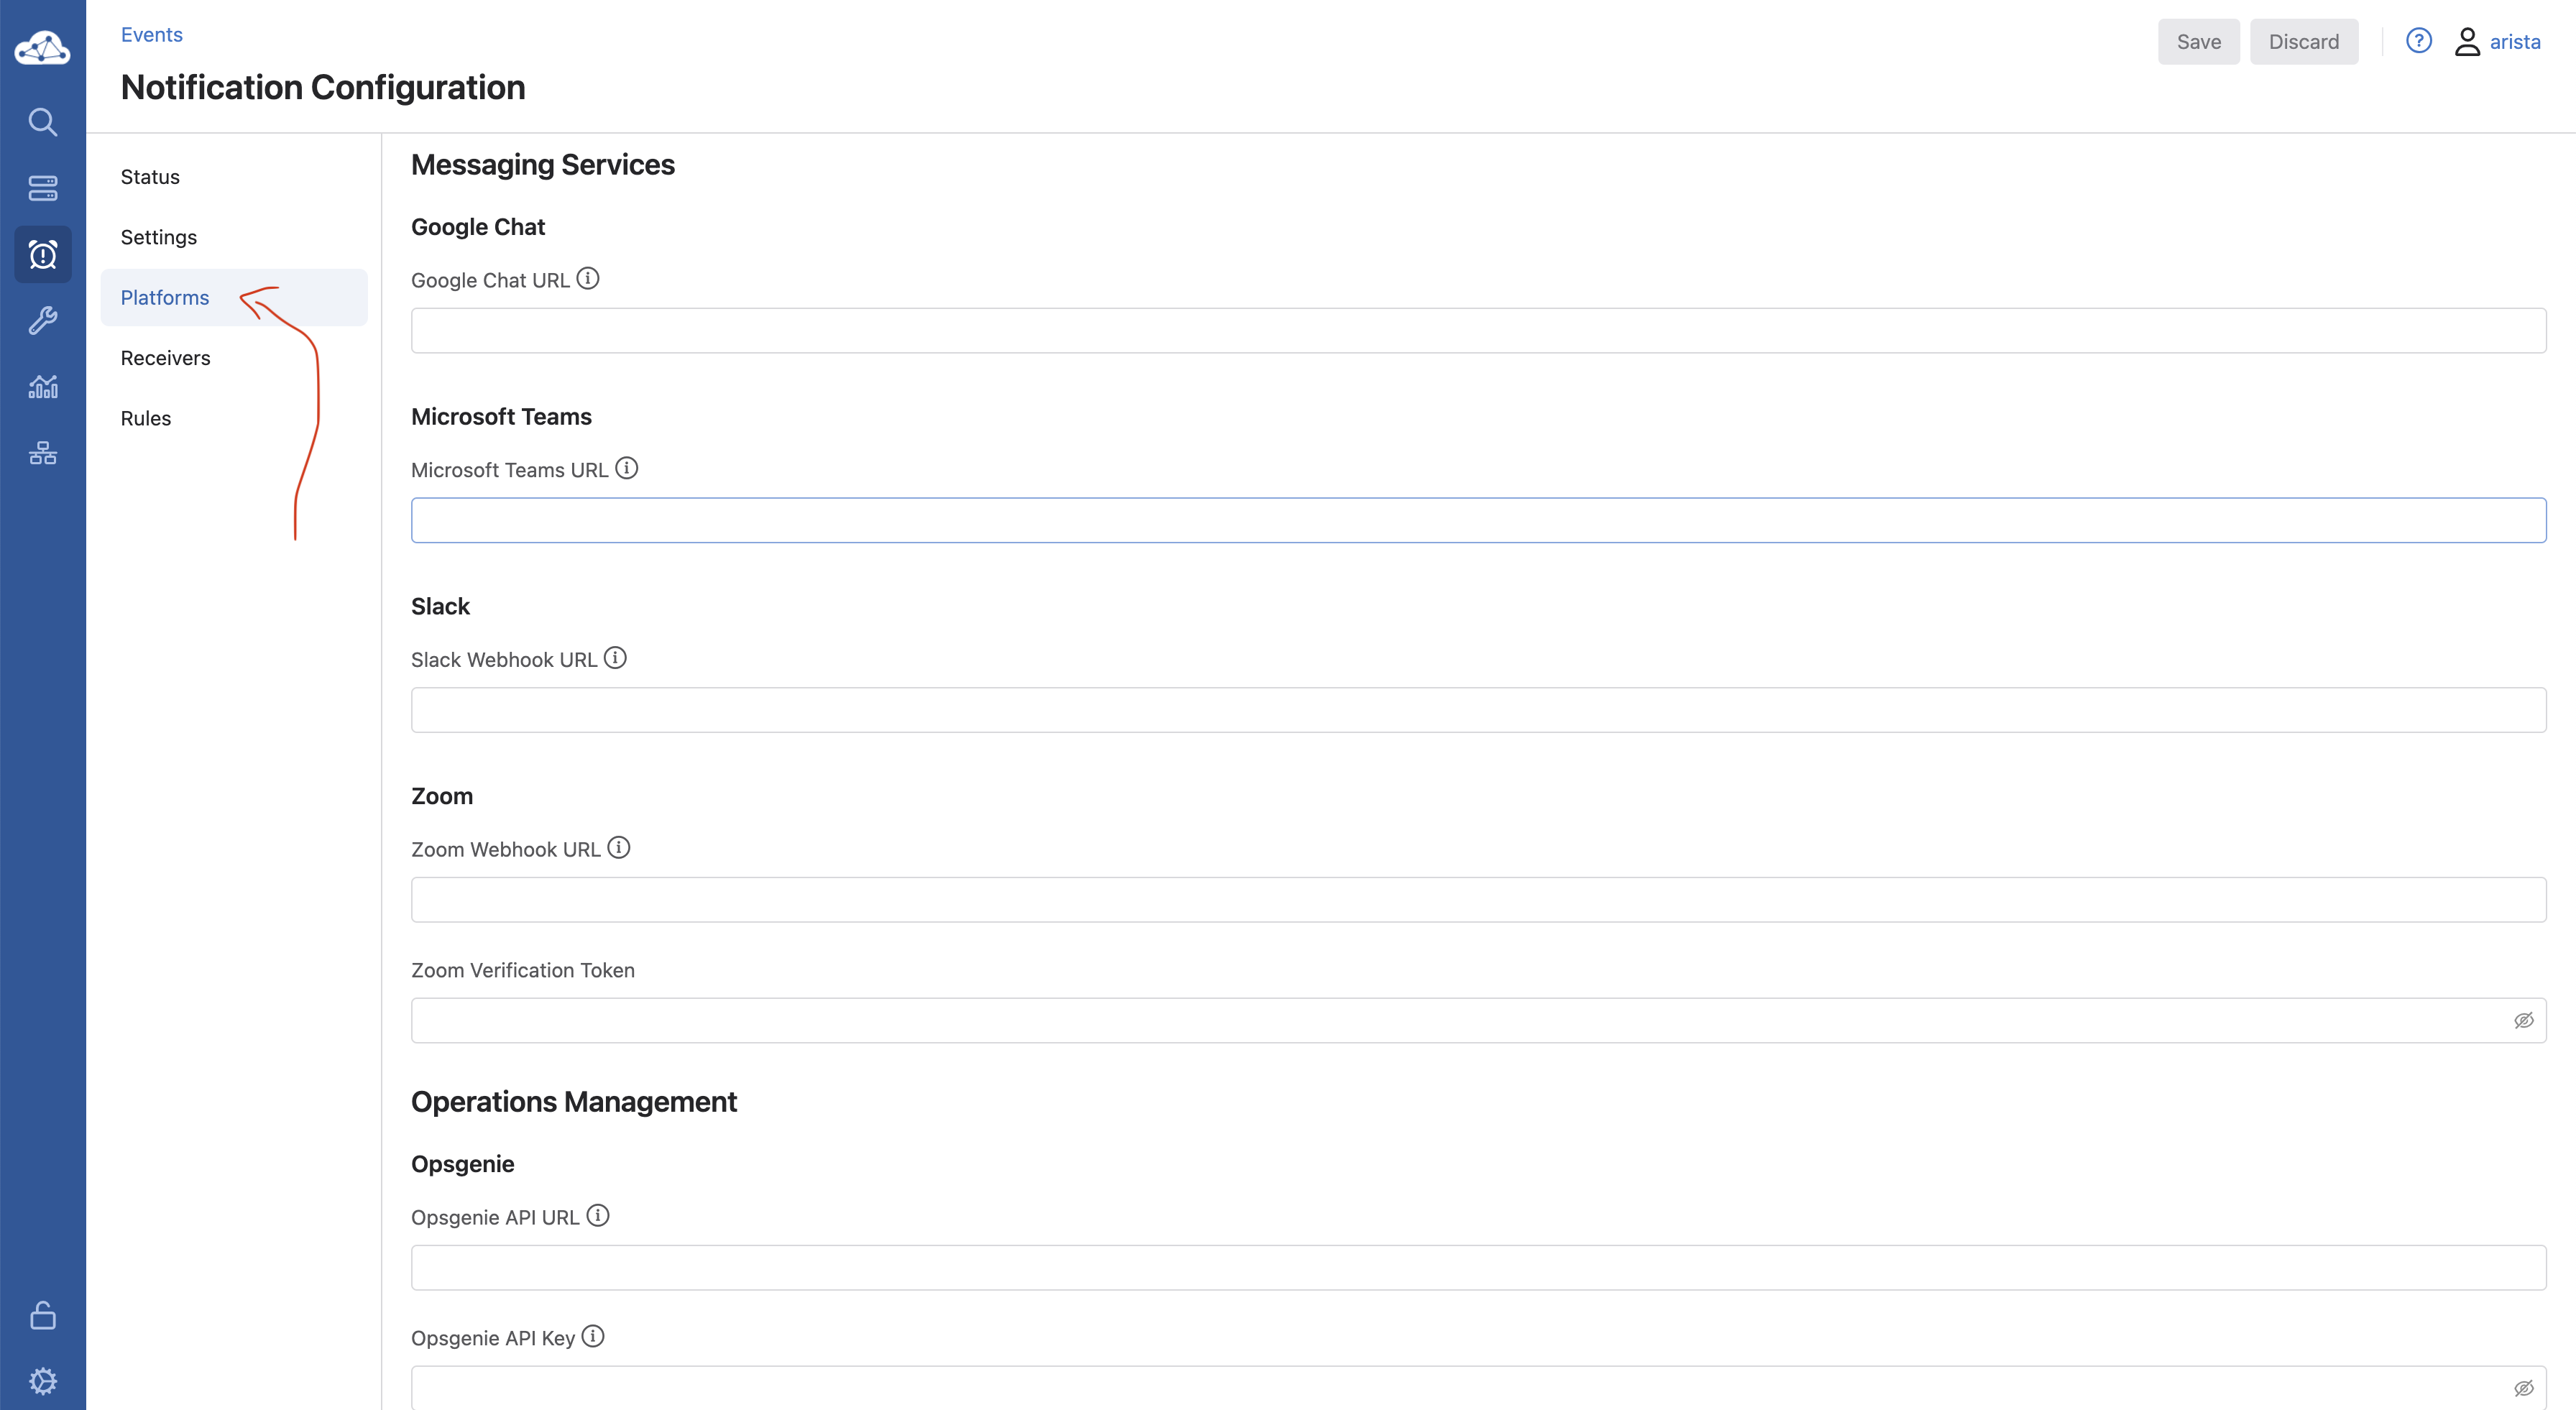 Events
Save
Discard
arista
Notification Configuration
Status
Settings
Platforms
Receivers
Rules
Messaging Services
Google Chat
Google Chat URL
Microsoft Teams
Microsoft Teams URL
Slack
Slack Webhook URL
Zoom
Zoom Webhook URL
Zoom Verification Token
Operations Management
Opsgenie
Opsgenie API URL
Opsgenie API Key